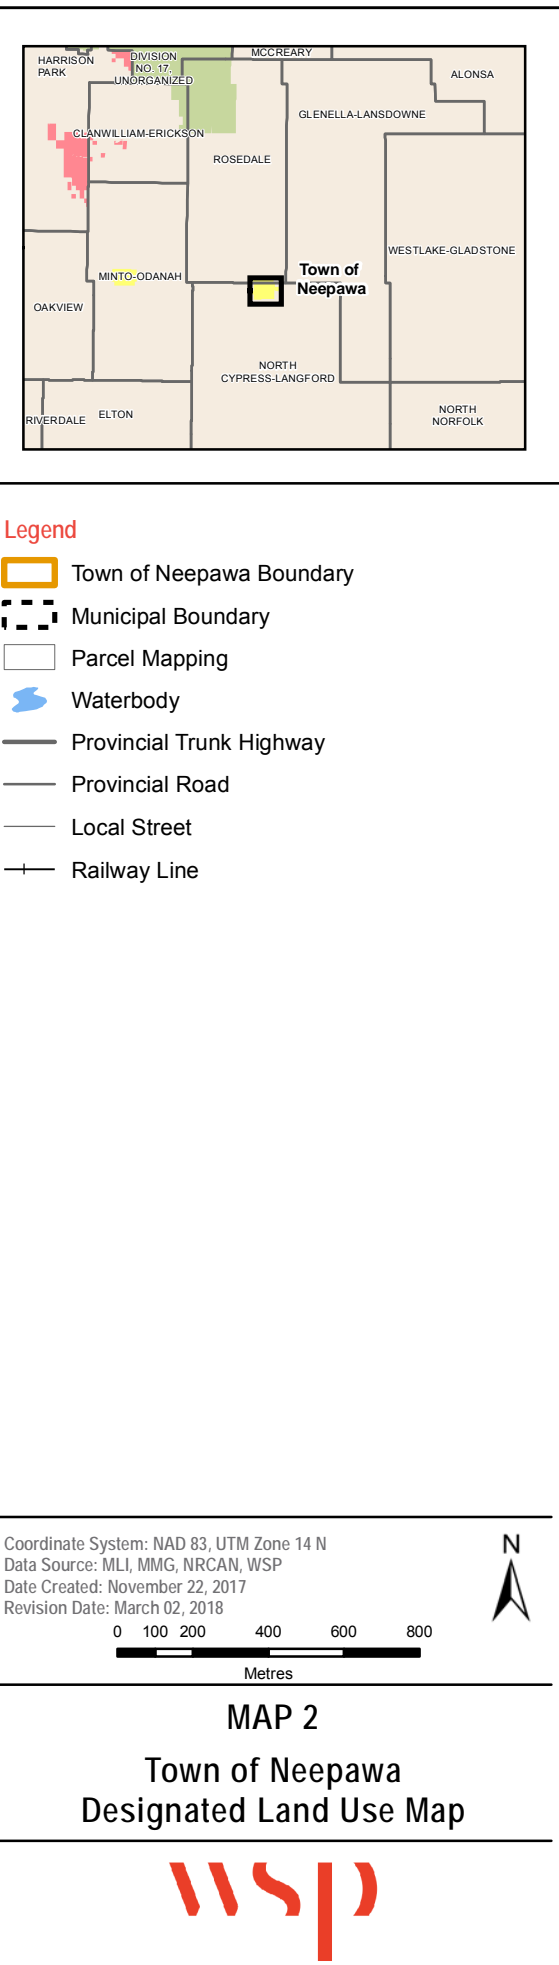 MCCREARY
HARRISON
PARK
DIVISION
NO. 17,
UNORGANIZED
ALONSA
GLENELLA-LANSDOWNE
CLANWILLIAM-ERICKSON
ROSEDALE
WESTLAKE-GLADSTONE
Town of
Neepawa
MINTO-ODANAH
OAKVIEW
NORTH
CYPRESS-LANGFORD
RIVERDALE
ELTON
NORTH
NORFOLK
Legend
Town of Neepawa Boundary
Municipal Boundary
Parcel Mapping
Waterbody
Provincial Trunk Highway
Provincial Road
Local Street
Railway Line
Coordinate System: NAD 83, UTM Zone 14 N
Data Source: MLI, MMG, NRCAN, WSP
Date Created: November 22, 2017
Revision Date: March 02, 2018
N
0 100 200 400 600 800
Metres
MAP 2
Town of Neepawa
Designated Land Use Map
wsp